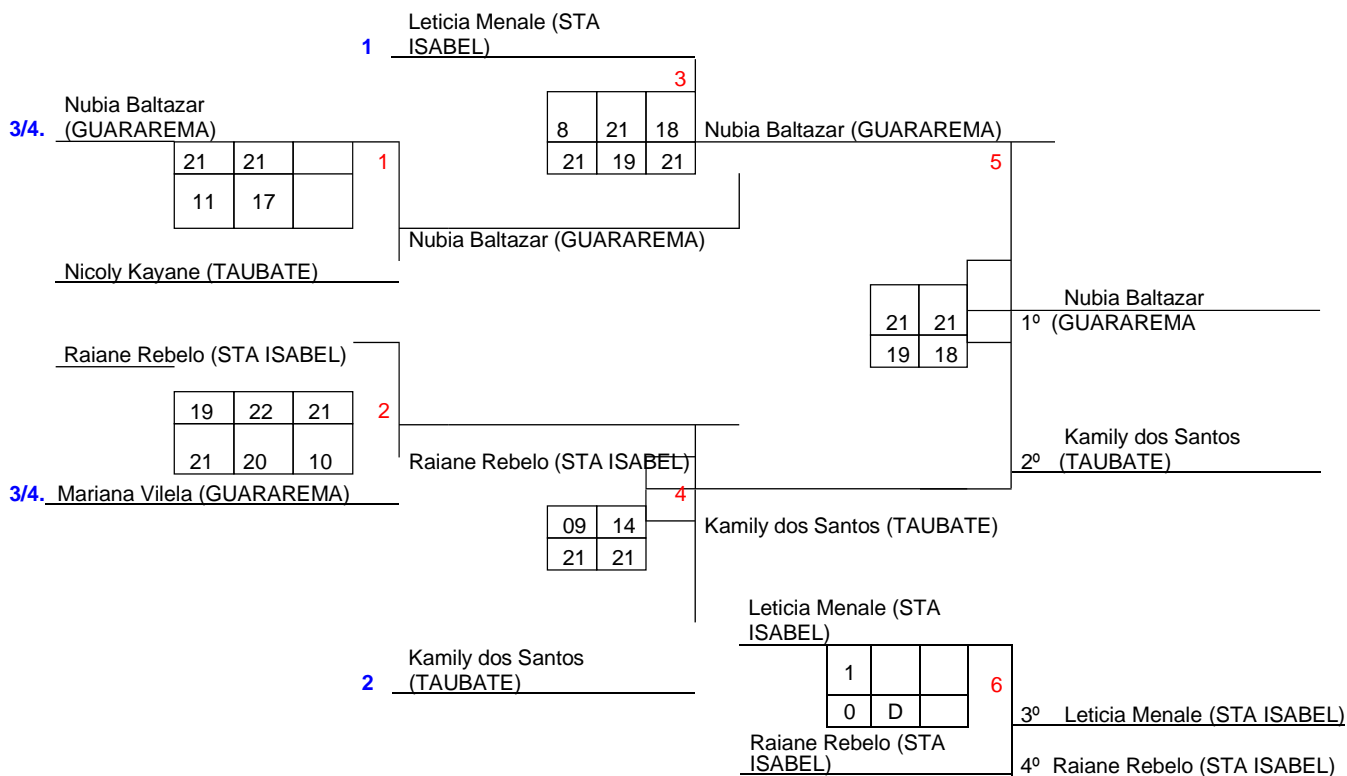 Leticia Menale (STA
1 ISABEL)
3
Nubia Baltazar
3/4. (GUARAREMA)
8 21 18 Nubia Baltazar (GUARAREMA)
21 21 1
21 19 21
5
11 17
Nubia Baltazar (GUARAREMA)
Nicoly Kayane (TAUBATE)
Nubia Baltazar
21 21 1º (GUARAREMA
19 18
Raiane Rebelo (STA ISABEL)
19 22 21 2
Kamily dos Santos
21 20 10 Raiane Rebelo (STA ISABEL)
2º (TAUBATE)
3/4. Mariana Vilela (GUARAREMA)
4
09 14 Kamily dos Santos (TAUBATE)
21 21
Leticia Menale (STA
ISABEL)
Kamily dos Santos
2 (TAUBATE)
1
6
0 D
3º Leticia Menale (STA ISABEL)
Raiane Rebelo (STA
ISABEL)
4º Raiane Rebelo (STA ISABEL)